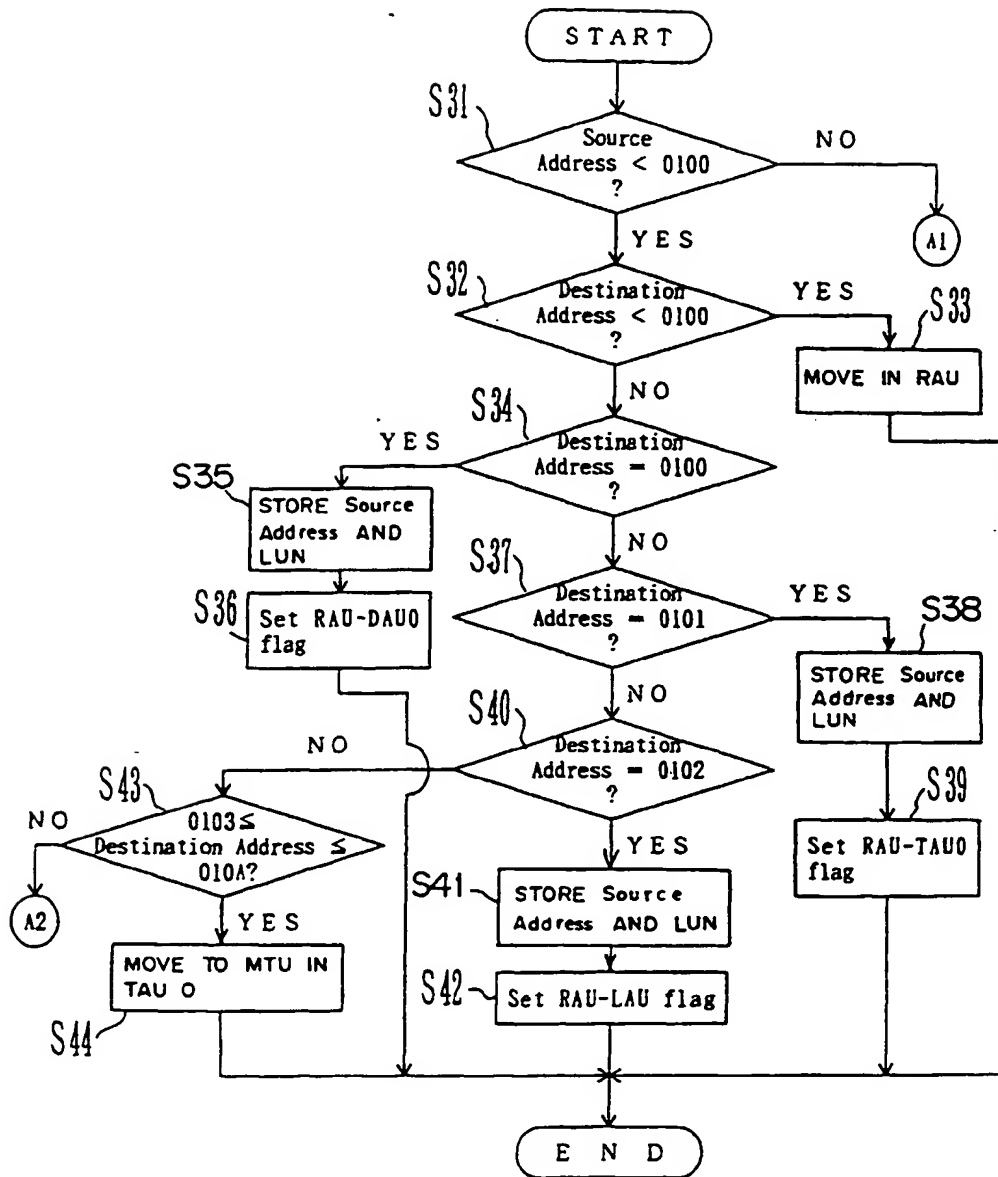 START
S31
Source
Address < 0100
?
NO
A1
YES
S32
Destination
Address < 0100
?
YES
S33
MOVE IN RAU
NO
S34
Destination
Address = 0100
?
YES
S35
STORE Source
Address AND
LUN
S36
Set RAU-DAU0
flag
NO
S37
Destination
Address = 0101
?
YES
S38
STORE Source
Address AND
LUN
S39
Set RAU-TAU0
flag
NO
S40
Destination
Address = 0102
?
NO
S43
0103≤
Destination Address ≤
010A?
NO
A2
YES
MOVE TO MTU IN
TAU 0
S44
YES
S41
STORE Source
Address AND LUN
S42
Set RAU-LAU flag
END